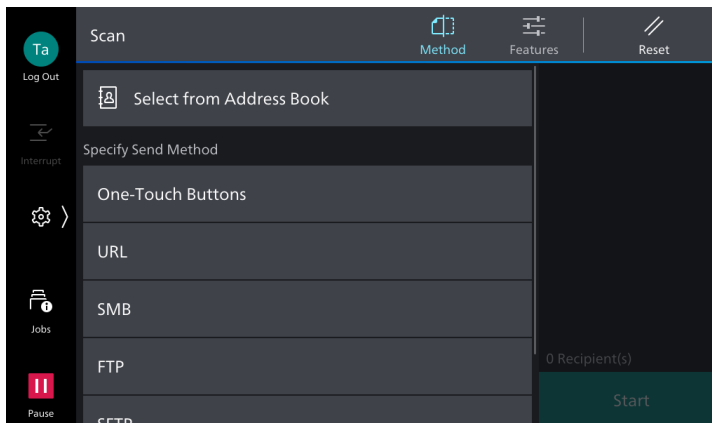 Ta
Log Out
Interrupt
Jobs
Pause
Scan
Method
Features
Reset
Select from Address Book
Specify Send Method
One-Touch Buttons
URL
SMB
FTP
SFTP
0 Recipient(s)
Start